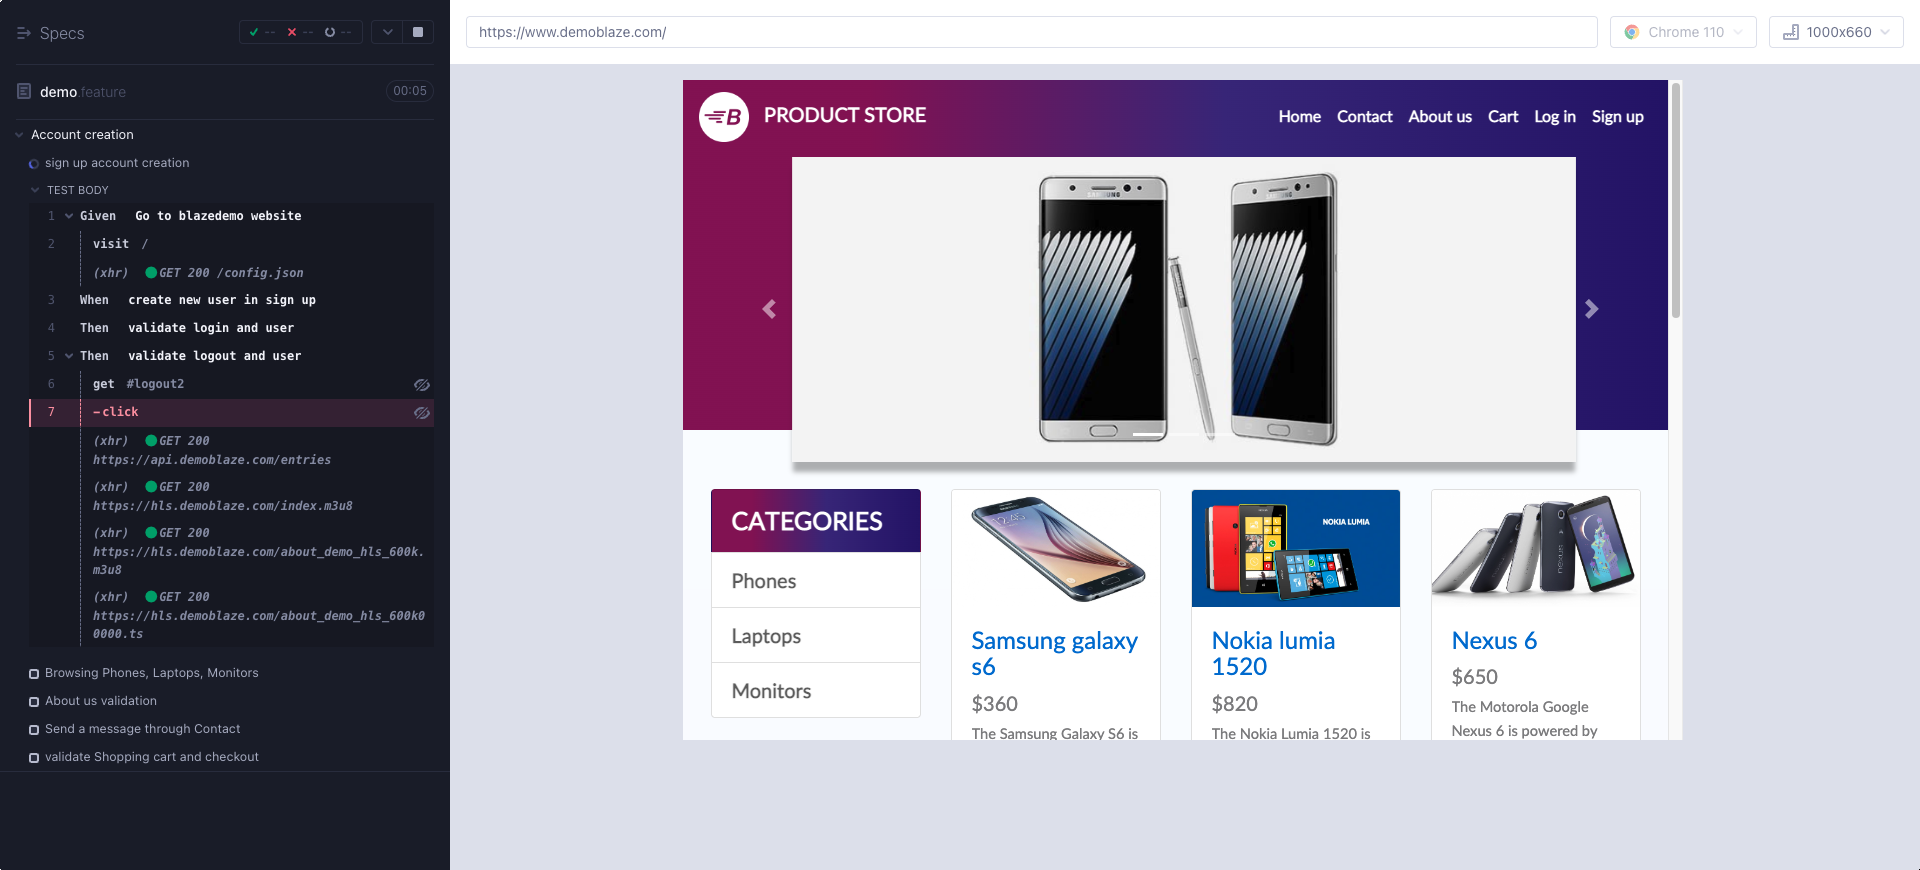 Specs
-- -- --
demo.feature
00:05
Account creation
sign up account creation
TEST BODY
1 Given Go to blazedemo website
2 visit /
(xhr) GET 200 /config.json
3 When create new user in sign up
4 Then validate login and user
5 Then validate logout and user
6 get #logout2
7 -click
(xhr) GET 200
https://api.demoblaze.com/entries
(xhr) GET 200
https://hls.demoblaze.com/index.m3u8
(xhr) GET 200
https://hls.demoblaze.com/about_demo_hls_600k.
m3u8
(xhr) GET 200
https://hls.demoblaze.com/about_demo_hls_600k0
0000.ts
Browsing Phones, Laptops, Monitors
About us validation
Send a message through Contact
validate Shopping cart and checkout
https://www.demoblaze.com/
Chrome 110
1000x660
B
PRODUCT STORE
Home Contact About us Cart Log in Sign up
SAMSUNG
SAMSUNG
CATEGORIES
Phones
Laptops
Monitors
Samsung galaxy
s6
$360
The Samsung Galaxy S6 is
NOKIA LUMIA
Nokia lumia
1520
$820
The Nokia Lumia 1520 is
nexus
Nexus 6
$650
The Motorola Google
Nexus 6 is powered by